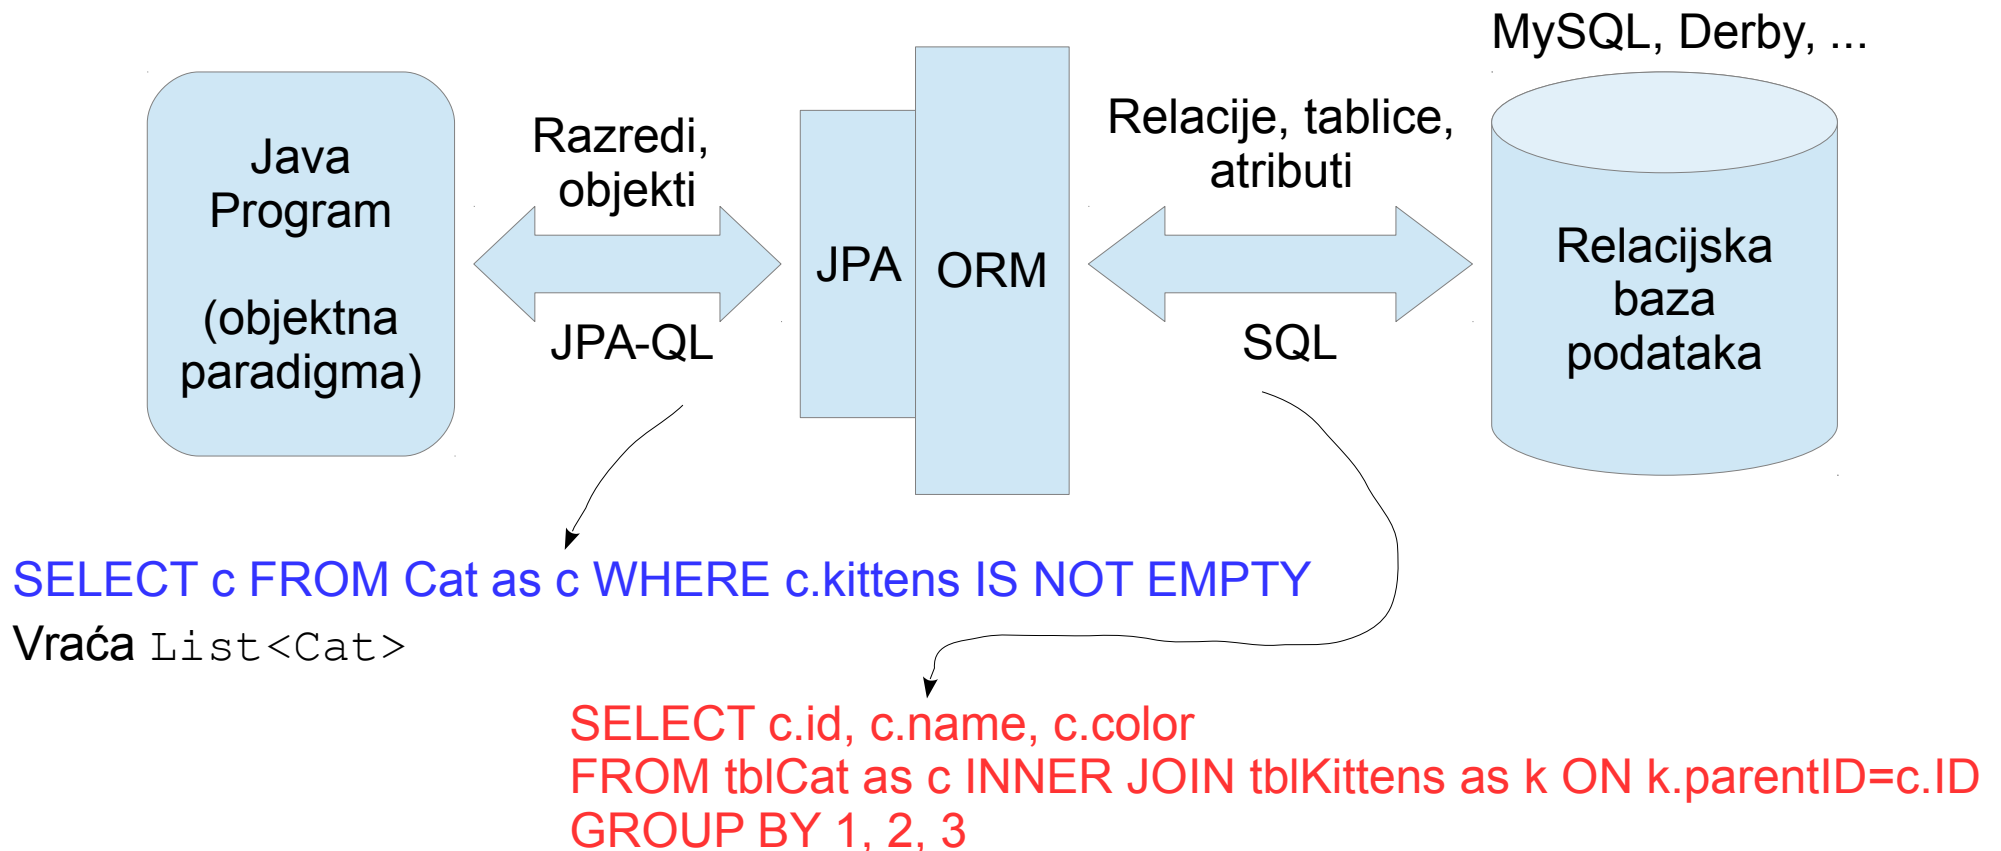 MySQL, Derby, ...
Java
Program
(objektna
paradigma)
Razredi,
objekti
JPA-QL
JPA
ORM
Relacije, tablice,
atributi
SQL
Relacijska
baza
podataka
SELECT c FROM Cat as c WHERE c.kittens IS NOT EMPTY
Vraća List<Cat>
SELECT c.id, c.name, c.color
FROM tblCat as c INNER JOIN tblKittens as k ON k.parentID=c.ID
GROUP BY 1, 2, 3